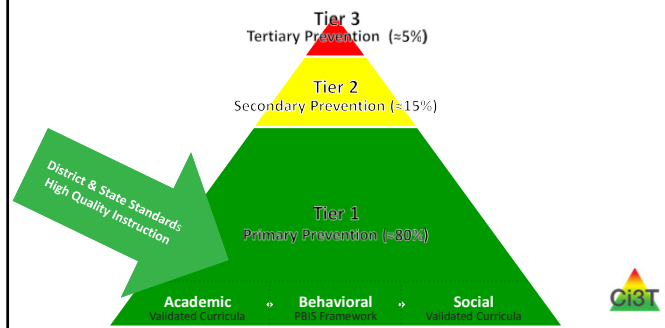 Tier 3
Tertiary Prevention (≈5%)
Tier 2
Secondary Prevention (≈15%)
District & State Standards
High Quality Instruction
Tier 1
Primary Prevention (≈80%)
Academic ⇔ Behavioral ⇔ Social
Validated Curricula PBIS Framework Validated Curricula
Ci3T